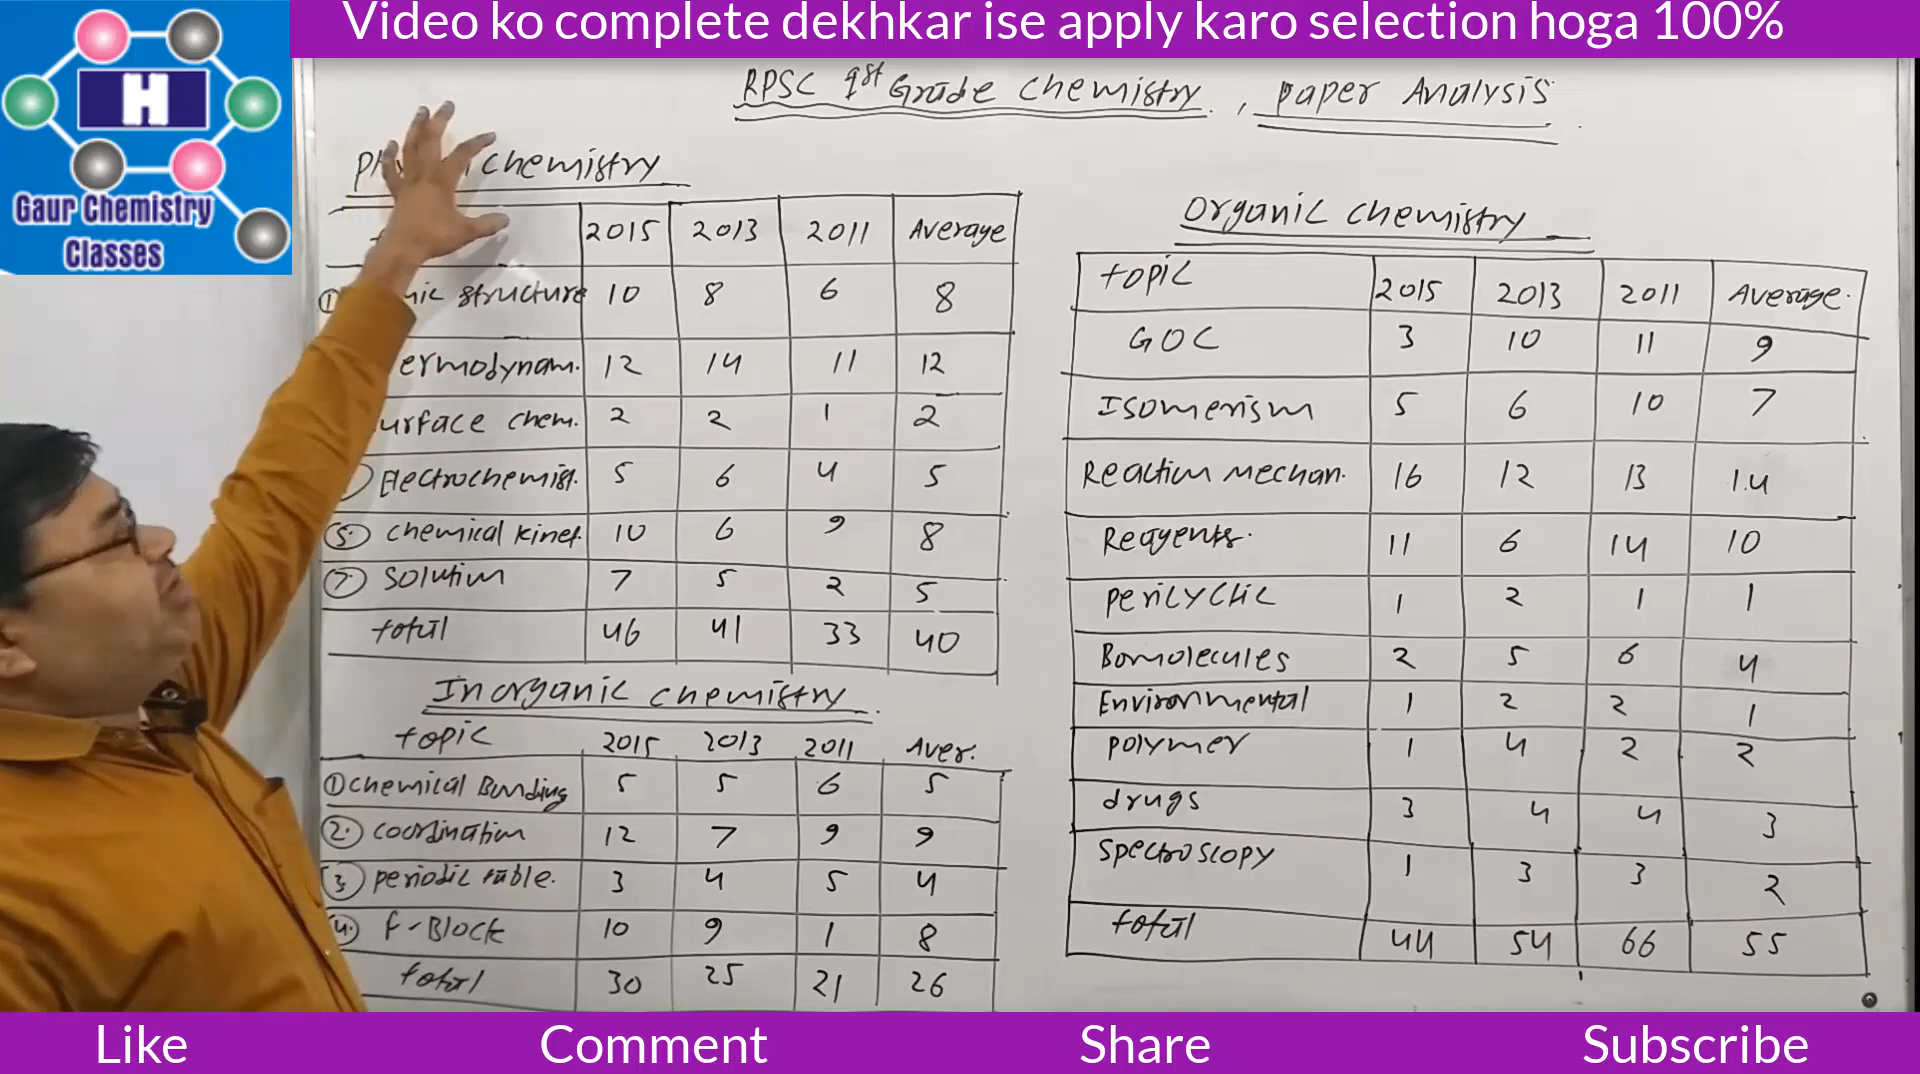 Video ko complete dekhkar ise apply karo selection hoga 100%
H
Gaur Chemistry
Classes
RPSC 1st Grade Chemistry, paper Analysis
chemistry
2015 2013 2011 Average
structure 10 8 6 8
ermodynam. 12 14 11 12
urface chem. 2 2 1 2
Electrochemist. 5 6 4 5
5. chemical kinet. 10 6 9 8
7 solution 7 5 2 5
total 46 41 33 40
Inorganic chemistry
topic 2015 2013 2011 Aver.
1 chemical Bonding 5 5 6 5
2. coordination 12 7 9 9
3 periodic table. 3 4 5 4
4. f-Block 10 9 1 8
total 30 25 21 26
organic chemistry
topic 2015 2013 2011 Average.
GOC 3 10 11 9
Isomerism 5 6 10 7
Reaction mechan. 16 12 13 14
Reagents. 11 6 14 10
pericyclic 1 2 1 1
Bomolecules 2 5 6 4
Environmental 1 2 2 1
polymer 1 4 2 2
drugs 3 4 4 3
spectroscopy 1 3 3 2
total 44 54 66 55
Like Comment Share Subscribe